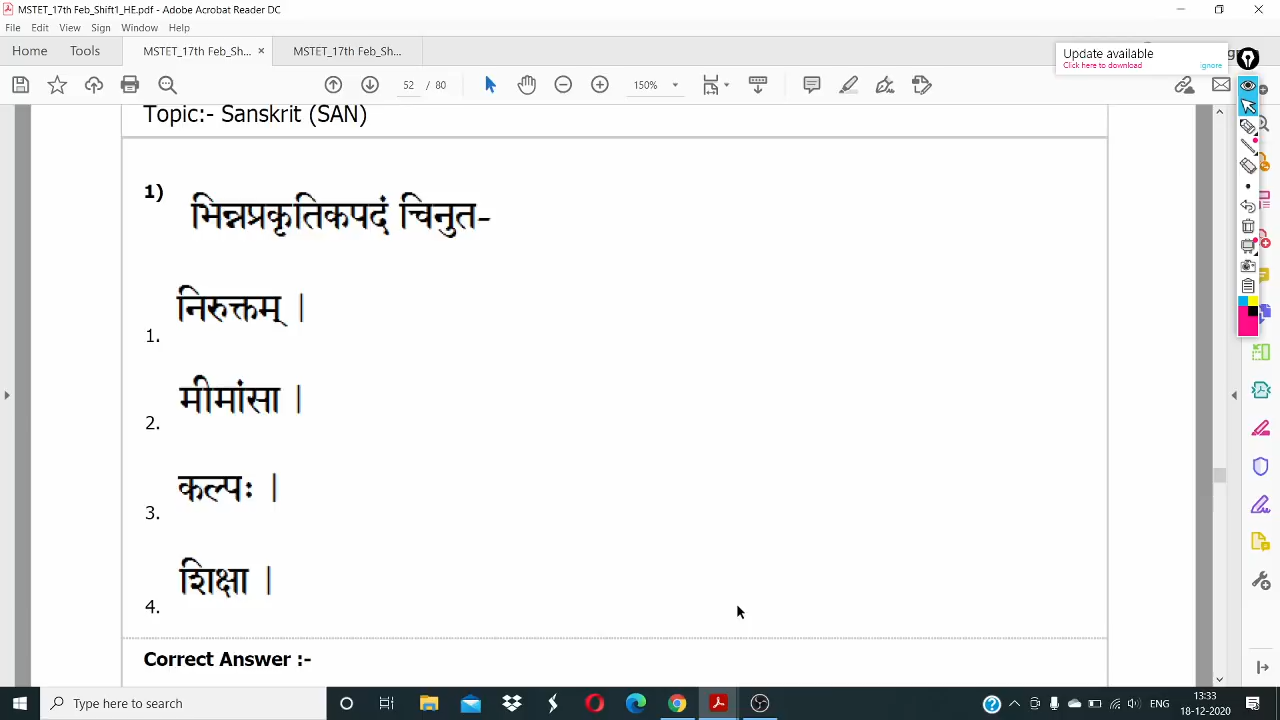 MSTET_17th Feb_Shift1_HE.pdf - Adobe Acrobat Reader DC
File Edit View Sign Window Help
Home Tools MSTET_17th Feb_Sh... × MSTET_17th Feb_Sh...
Update available
Click here to download ignore
52 / 80 150%
Topic:- Sanskrit (SAN)
1)
भिन्नप्रकृतिकपदं चिनुत-
निरुक्तम् |
1.
मीमांसा |
2.
कल्पः |
3.
शिक्षा |
4.
Correct Answer :-
Type here to search
ENG
13:33
18-12-2020